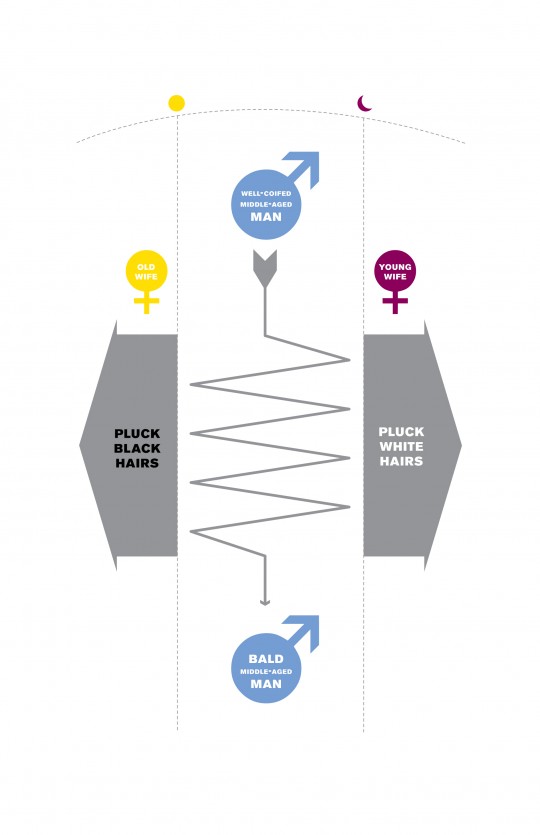 WELL-COIFED
MIDDLE-AGED
MAN
OLD
WIFE
YOUNG
WIFE
PLUCK
BLACK
HAIRS
PLUCK
WHITE
HAIRS
BALD
MIDDLE-AGED
MAN